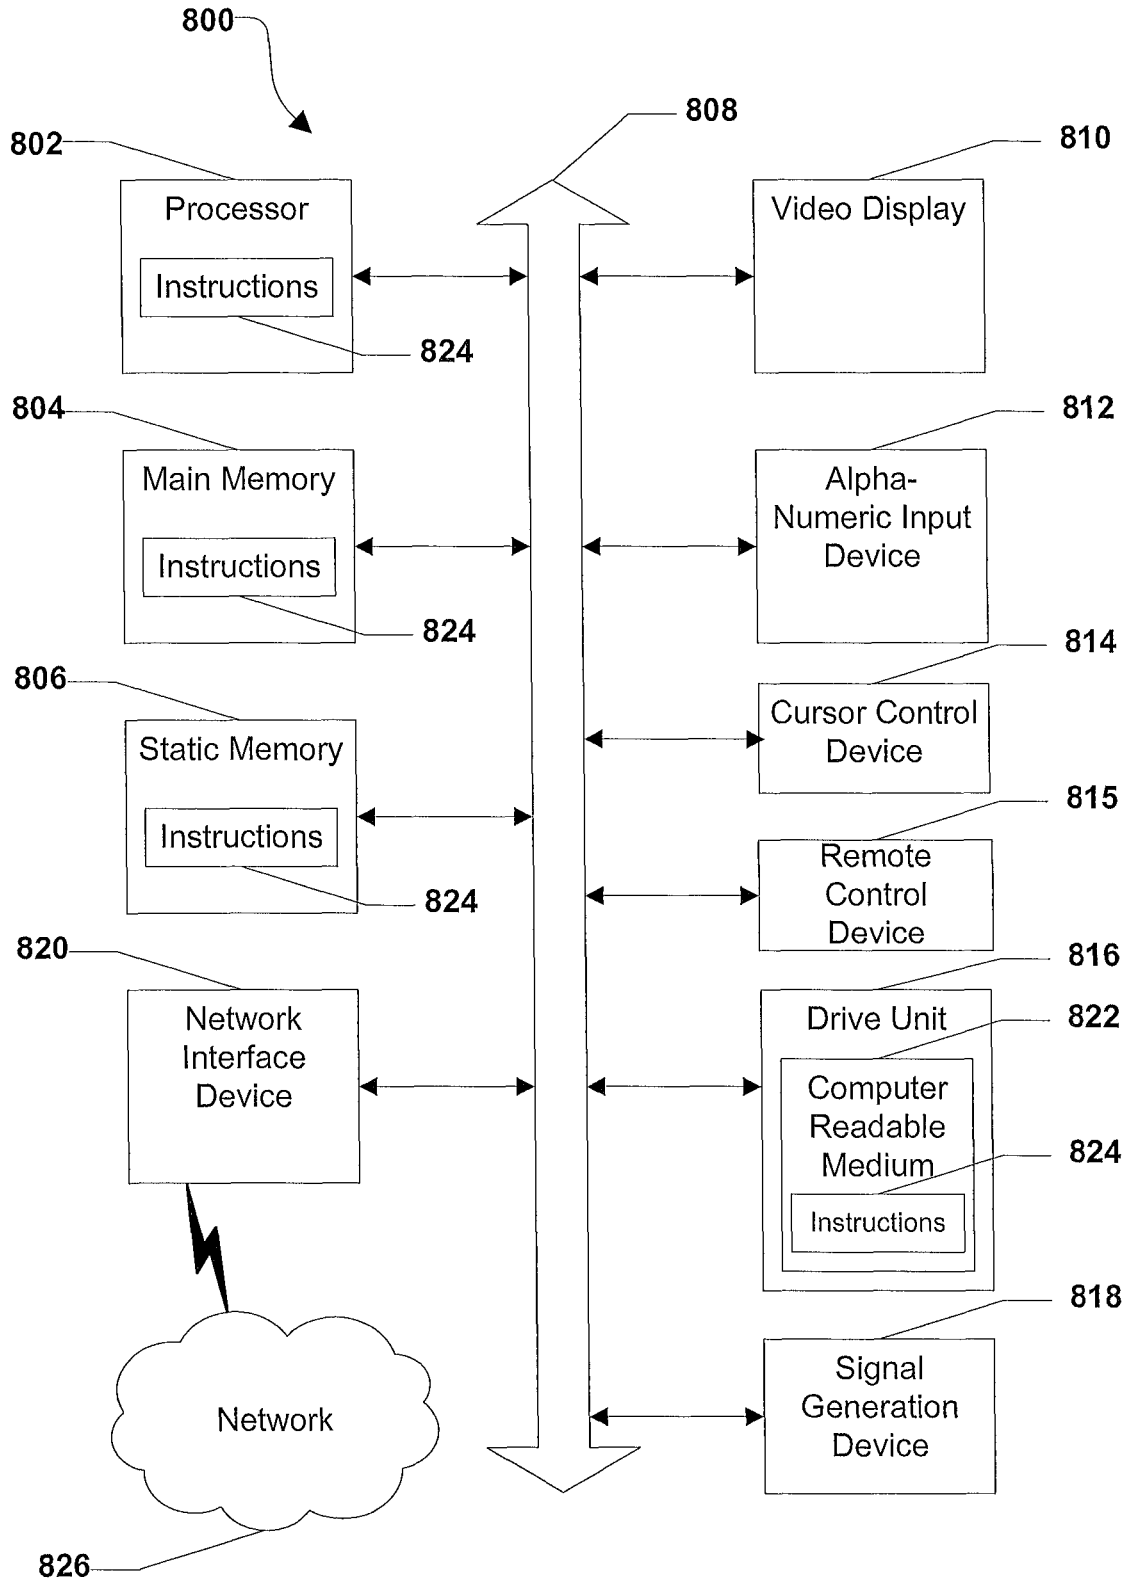 800
808
802
810
Processor
Video Display
Instructions
824
804
812
Main Memory
Alpha-
Numeric Input
Device
Instructions
824
814
806
Cursor Control
Device
Static Memory
815
Instructions
Remote
Control
Device
824
820
816
Network
Interface
Device
Drive Unit
822
Computer
Readable
Medium
824
Instructions
818
Signal
Generation
Device
Network
826